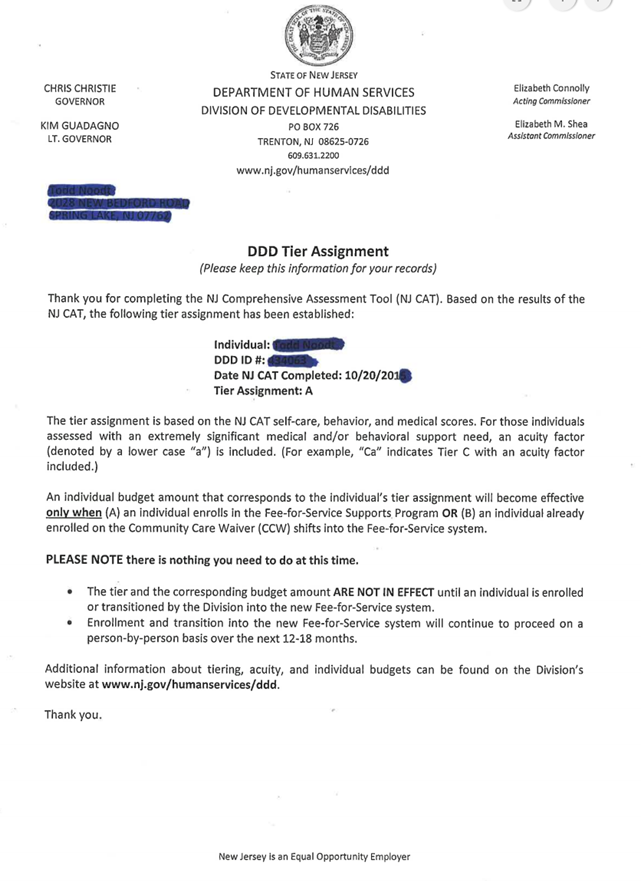 STATE OF NEW JERSEY
DEPARTMENT OF HUMAN SERVICES
DIVISION OF DEVELOPMENTAL DISABILITIES
PO BOX 726
TRENTON, NJ 08625-0726
609.631.2200
www.nj.gov/humanservices/ddd
CHRIS CHRISTIE
GOVERNOR
KIM GUADAGNO
LT. GOVERNOR
Elizabeth Connolly
Acting Commissioner
Elizabeth M. Shea
Assistant Commissioner
DDD Tier Assignment
(Please keep this information for your records)
Thank you for completing the NJ Comprehensive Assessment Tool (NJ CAT). Based on the results of the
NJ CAT, the following tier assignment has been established:
Individual:
DDD ID #:
Date NJ CAT Completed: 10/20/201
Tier Assignment: A
The tier assignment is based on the NJ CAT self-care, behavior, and medical scores. For those individuals
assessed with an extremely significant medical and/or behavioral support need, an acuity factor
(denoted by a lower case "a") is included. (For example, "Ca" indicates Tier C with an acuity factor
included.)
An individual budget amount that corresponds to the individual's tier assignment will become effective
only when (A) an individual enrolls in the Fee-for-Service Supports Program OR (B) an individual already
enrolled on the Community Care Waiver (CCW) shifts into the Fee-for-Service system.
PLEASE NOTE there is nothing you need to do at this time.
• The tier and the corresponding budget amount ARE NOT IN EFFECT until an individual is enrolled
or transitioned by the Division into the new Fee-for-Service system.
• Enrollment and transition into the new Fee-for-Service system will continue to proceed on a
person-by-person basis over the next 12-18 months.
Additional information about tiering, acuity, and individual budgets can be found on the Division's
website at www.nj.gov/humanservices/ddd.
Thank you.
New Jersey is an Equal Opportunity Employer